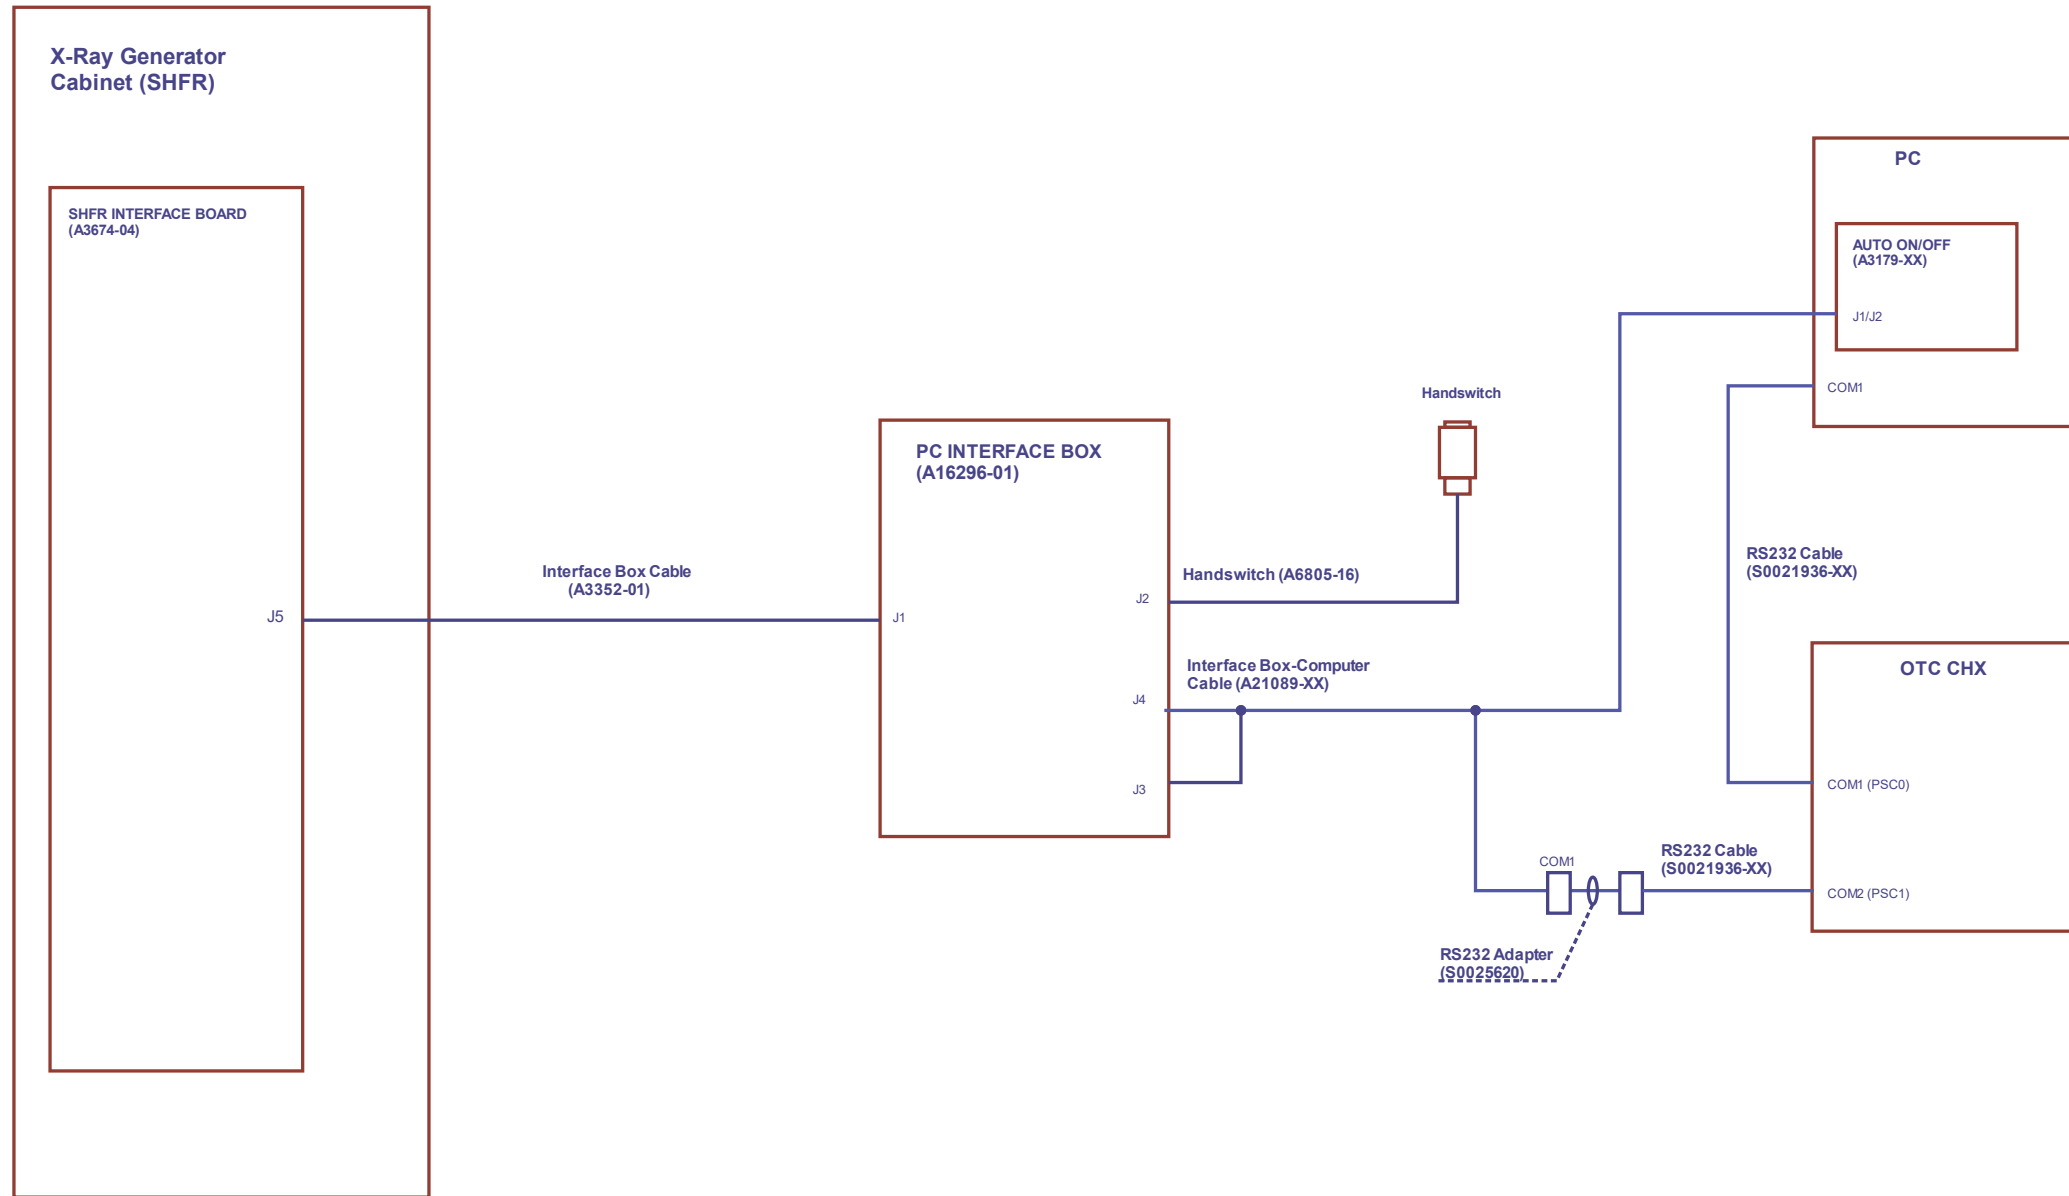 X-Ray Generator
Cabinet (SHFR)
SHFR INTERFACE BOARD
(A3674-04)
J5
Interface Box Cable
(A3352-01)
PC INTERFACE BOX
(A16296-01)
J1
J2
J4
J3
Handswitch
Handswitch (A6805-16)
Interface Box-Computer
Cable (A21089-XX)
PC
AUTO ON/OFF
(A3179-XX)
J1/J2
COM1
RS232 Cable
(S0021936-XX)
OTC CHX
COM1 (PSC0)
COM2 (PSC1)
COM1
RS232 Cable
(S0021936-XX)
RS232 Adapter
(S0025620)